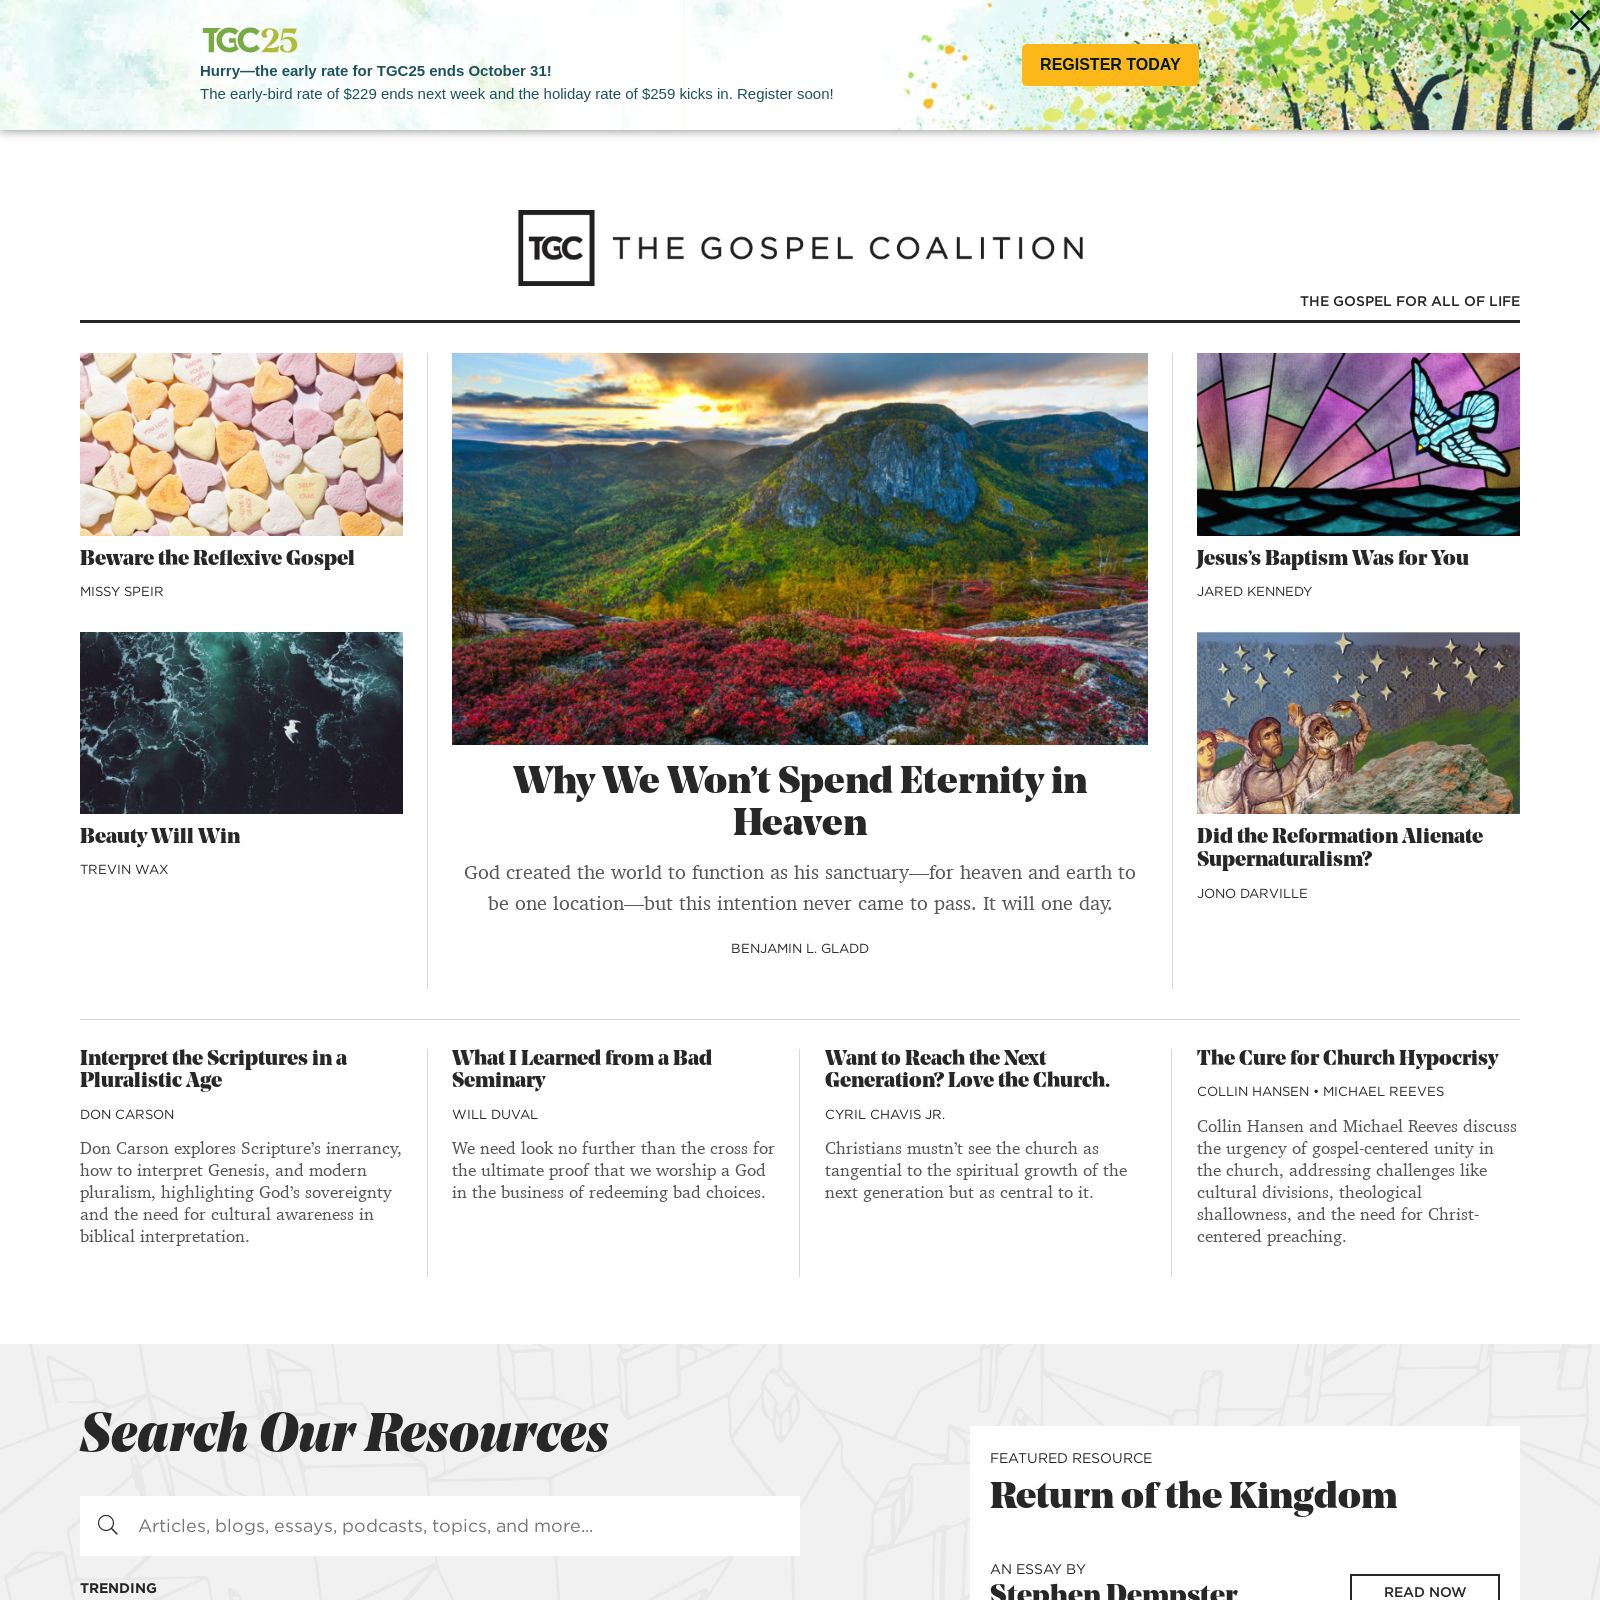 TGC25
Hurry—the early rate for TGC25 ends October 31!
The early-bird rate of $229 ends next week and the holiday rate of $259 kicks in. Register soon!
REGISTER TODAY
TGC THE GOSPEL COALITION
THE GOSPEL FOR ALL OF LIFE
Beware the Reflexive Gospel
MISSY SPEIR
Beauty Will Win
TREVIN WAX
Why We Won’t Spend Eternity in
Heaven
God created the world to function as his sanctuary—for heaven and earth to
be one location—but this intention never came to pass. It will one day.
BENJAMIN L. GLADD
Jesus’s Baptism Was for You
JARED KENNEDY
Did the Reformation Alienate
Supernaturalism?
JONO DARVILLE
Interpret the Scriptures in a
Pluralistic Age
DON CARSON
Don Carson explores Scripture’s inerrancy,
how to interpret Genesis, and modern
pluralism, highlighting God’s sovereignty
and the need for cultural awareness in
biblical interpretation.
What I Learned from a Bad
Seminary
WILL DUVAL
We need look no further than the cross for
the ultimate proof that we worship a God
in the business of redeeming bad choices.
Want to Reach the Next
Generation? Love the Church.
CYRIL CHAVIS JR.
Christians mustn’t see the church as
tangential to the spiritual growth of the
next generation but as central to it.
The Cure for Church Hypocrisy
COLLIN HANSEN • MICHAEL REEVES
Collin Hansen and Michael Reeves discuss
the urgency of gospel-centered unity in
the church, addressing challenges like
cultural divisions, theological
shallowness, and the need for Christ-
centered preaching.
Search Our Resources
Articles, blogs, essays, podcasts, topics, and more...
TRENDING
FEATURED RESOURCE
Return of the Kingdom
AN ESSAY BY
Stephen Dempster
READ NOW